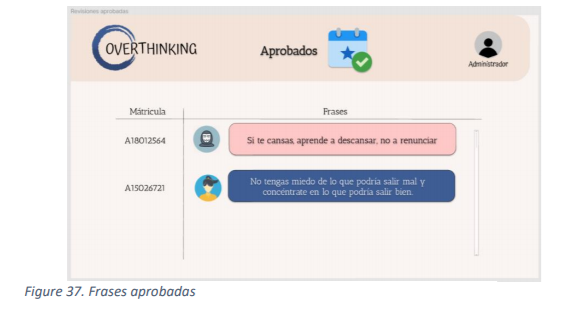 Revisiones aprobadas
OVERTHINKING
Aprobados
Administrador
Mátricula
Frases
A18012564
Si te cansas, aprende a descansar, no a renunciar
A15026721
No tengas miedo de lo que podría salir mal y
concéntrate en lo que podría salir bien.
Figure 37. Frases aprobadas